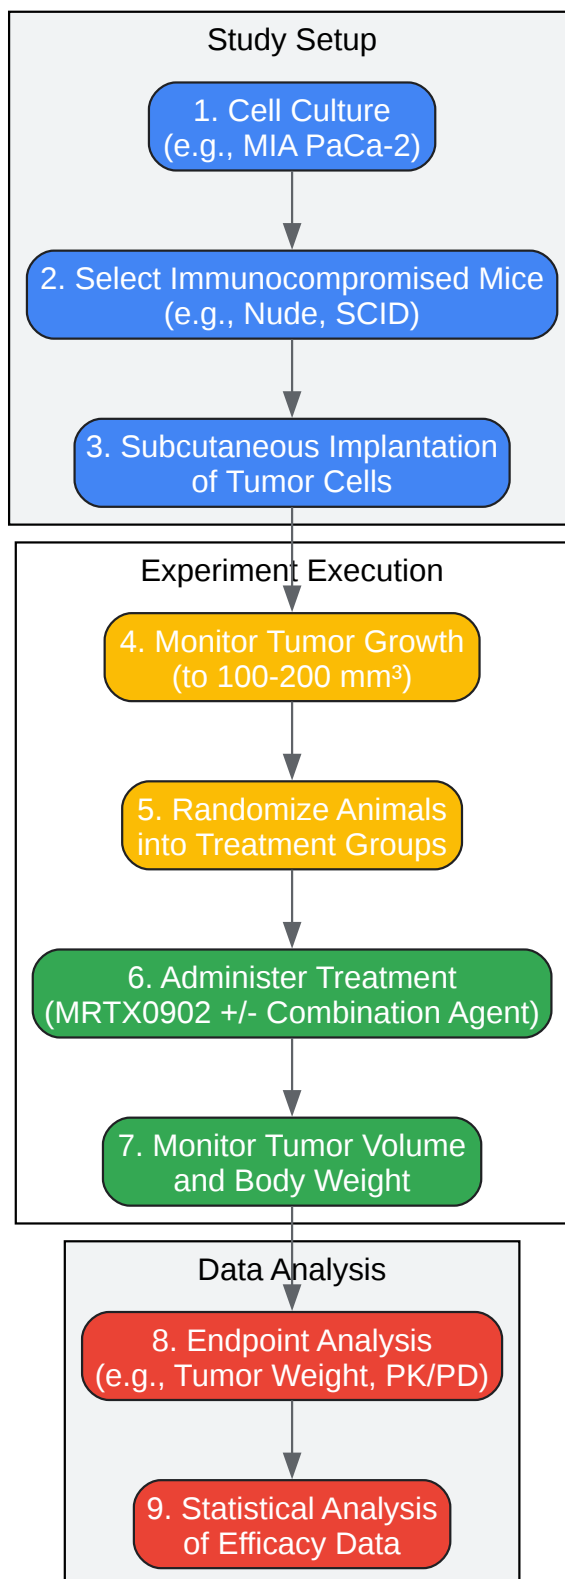 Study Setup
1. Cell Culture
(e.g., MIA PaCa-2)
2. Select Immunocompromised Mice
(e.g., Nude, SCID)
3. Subcutaneous Implantation
of Tumor Cells
Experiment Execution
4. Monitor Tumor Growth
(to 100-200 mm³)
5. Randomize Animals
into Treatment Groups
6. Administer Treatment
(MRTX0902 +/- Combination Agent)
7. Monitor Tumor Volume
and Body Weight
Data Analysis
8. Endpoint Analysis
(e.g., Tumor Weight, PK/PD)
9. Statistical Analysis
of Efficacy Data